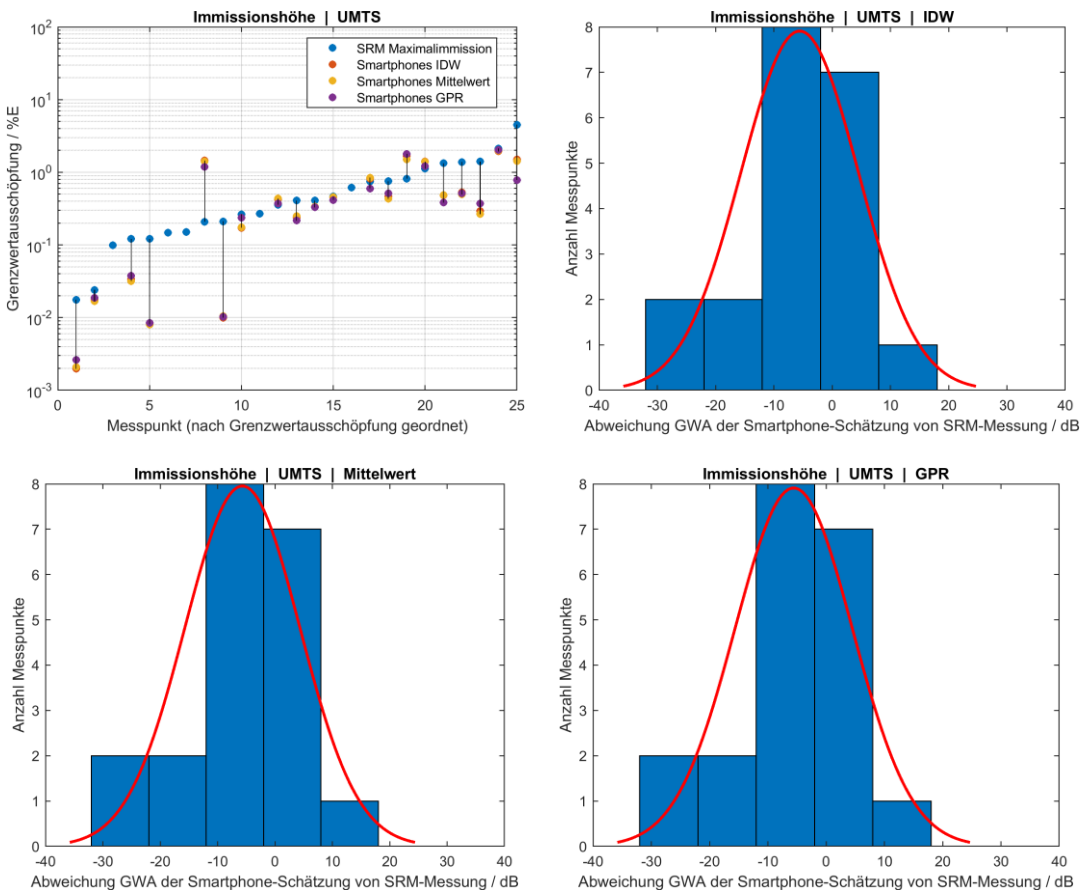 Immissionshöhe | UMTS
Grenzwertausschöpfung / %E
10^2
10^1
10^0
10^-1
10^-2
10^-3
SRM Maximalimmission
Smartphones IDW
Smartphones Mittelwert
Smartphones GPR
0 5 10 15 20 25
Messpunkt (nach Grenzwertausschöpfung geordnet)
Immissionshöhe | UMTS | IDW
Anzahl Messpunkte
8
7
6
5
4
3
2
1
0
-40 -30 -20 -10 0 10 20 30 40
Abweichung GWA der Smartphone-Schätzung von SRM-Messung / dB
Immissionshöhe | UMTS | Mittelwert
Anzahl Messpunkte
8
7
6
5
4
3
2
1
0
-40 -30 -20 -10 0 10 20 30 40
Abweichung GWA der Smartphone-Schätzung von SRM-Messung / dB
Immissionshöhe | UMTS | GPR
Anzahl Messpunkte
8
7
6
5
4
3
2
1
0
-40 -30 -20 -10 0 10 20 30 40
Abweichung GWA der Smartphone-Schätzung von SRM-Messung / dB